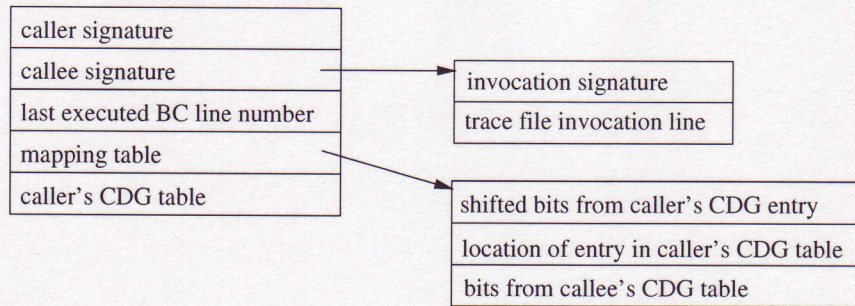 caller signature
callee signature
last executed BC line number
mapping table
caller's CDG table
invocation signature
trace file invocation line
shifted bits from caller's CDG entry
location of entry in caller's CDG table
bits from callee's CDG table